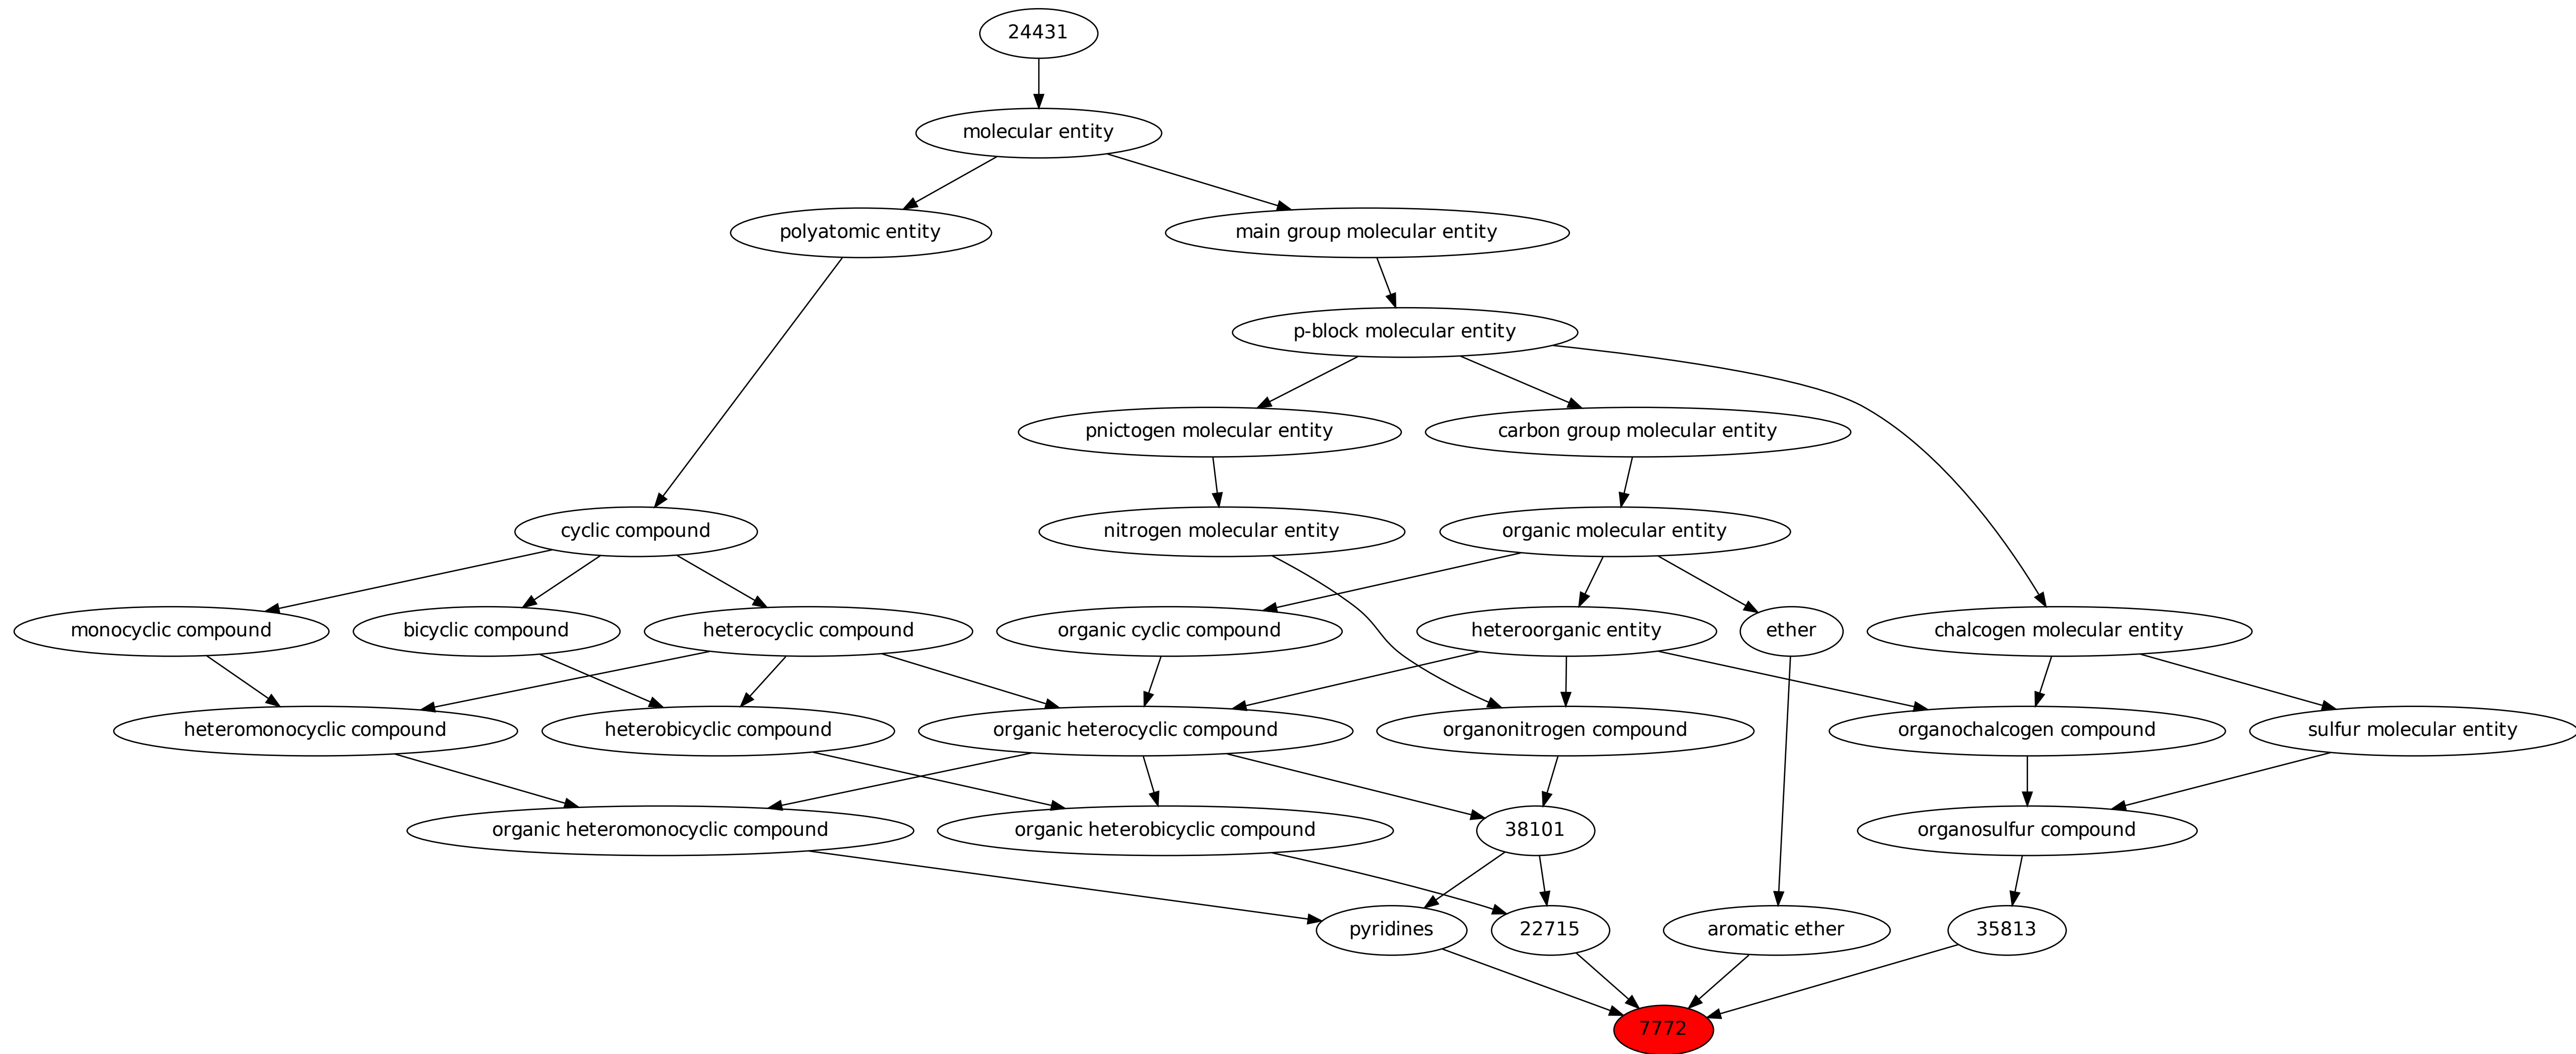 24431
molecular entity
polyatomic entity
main group molecular entity
p-block molecular entity
pnictogen molecular entity
carbon group molecular entity
cyclic compound
nitrogen molecular entity
organic molecular entity
monocyclic compound
bicyclic compound
heterocyclic compound
organic cyclic compound
heteroorganic entity
ether
chalcogen molecular entity
heteromonocyclic compound
heterobicyclic compound
organic heterocyclic compound
organonitrogen compound
organochalcogen compound
sulfur molecular entity
organic heteromonocyclic compound
organic heterobicyclic compound
38101
organosulfur compound
pyridines
22715
aromatic ether
35813
7772